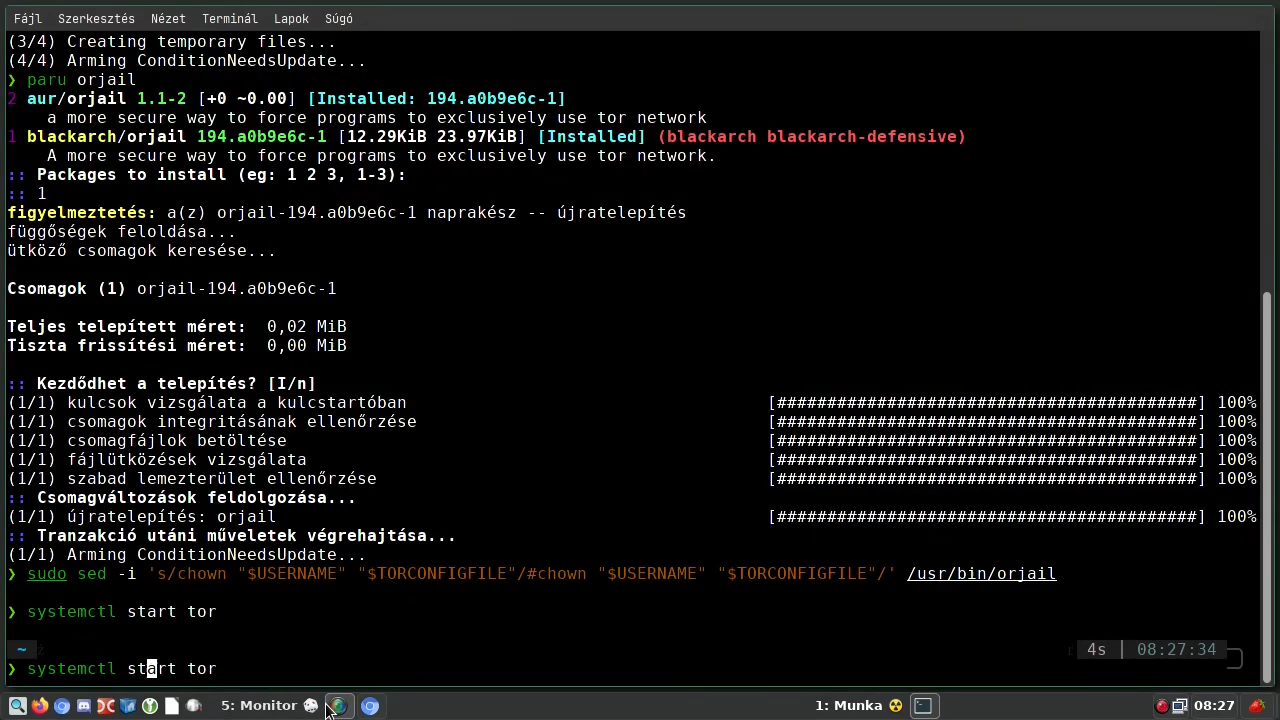 Fájl Szerkesztés Nézet Terminál Lapok Súgó
(3/4) Creating temporary files...
(4/4) Arming ConditionNeedsUpdate...
❯ paru orjail
2 aur/orjail 1.1-2 [+0 ~0.00] [Installed: 194.a0b9e6c-1]
a more secure way to force programs to exclusively use tor network
1 blackarch/orjail 194.a0b9e6c-1 [12.29KiB 23.97KiB] [Installed] (blackarch blackarch-defensive)
A more secure way to force programs to exclusively use tor network.
:: Packages to install (eg: 1 2 3, 1-3):
:: 1
figyelmeztetés: a(z) orjail-194.a0b9e6c-1 naprakész -- újratelepítés
függőségek feloldása...
ütköző csomagok keresése...
Csomagok (1) orjail-194.a0b9e6c-1
Teljes telepített méret: 0,02 MiB
Tiszta frissítési méret: 0,00 MiB
:: Kezdődhet a telepítés? [I/n]
(1/1) kulcsok vizsgálata a kulcstartóban [##########################################] 100%
(1/1) csomagok integritásának ellenőrzése [##########################################] 100%
(1/1) csomagfájlok betöltése [##########################################] 100%
(1/1) fájlütközések vizsgálata [##########################################] 100%
(1/1) szabad lemezterület ellenőrzése [##########################################] 100%
:: Csomagváltozások feldolgozása...
(1/1) újratelepítés: orjail [##########################################] 100%
:: Tranzakció utáni műveletek végrehajtása...
(1/1) Arming ConditionNeedsUpdate...
❯ sudo sed -i 's/chown "$USERNAME" "$TORCONFIGFILE"/#chown "$USERNAME" "$TORCONFIGFILE"/' /usr/bin/orjail
❯ systemctl start tor
~ 4s | 08:27:34
❯ systemctl start tor
5: Monitor 1: Munka 08:27